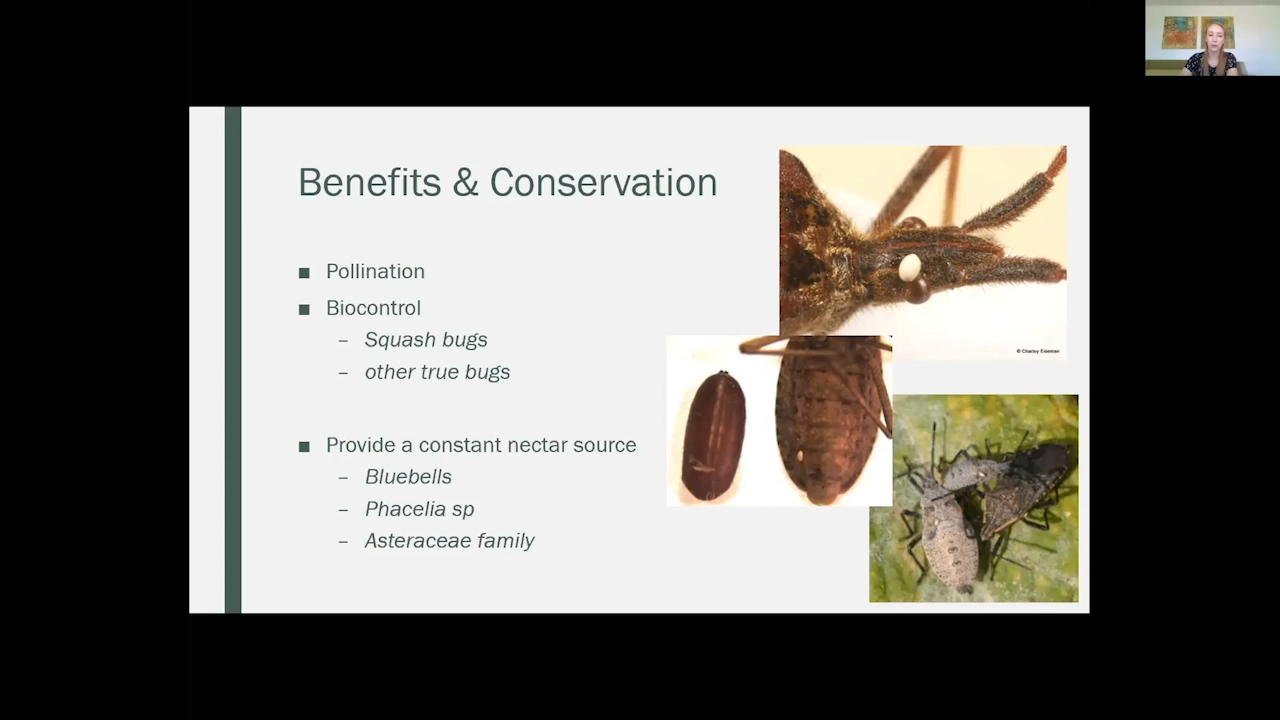 Benefits & Conservation
■ Pollination
■ Biocontrol
– Squash bugs
– other true bugs
■ Provide a constant nectar source
– Bluebells
– Phacelia sp
– Asteraceae family
© Charley Eiseman